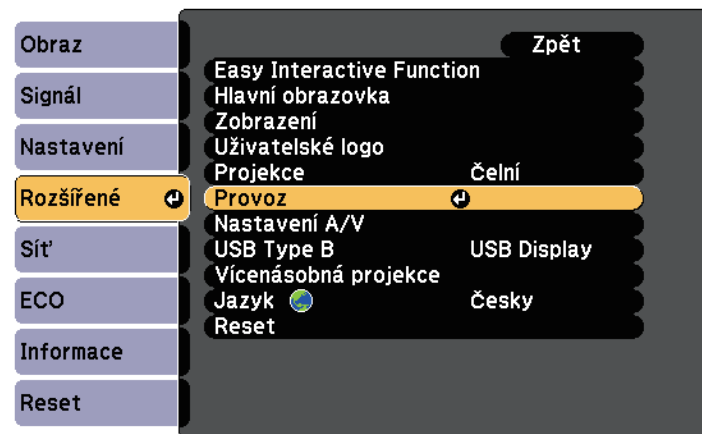 Obraz
Signál
Nastavení
Rozšířené
Síť
ECO
Informace
Reset
Zpět
Easy Interactive Function
Hlavní obrazovka
Zobrazení
Uživatelské logo
Projekce Čelní
Provoz
Nastavení A/V
USB Type B USB Display
Vícenásobná projekce
Jazyk Česky
Reset